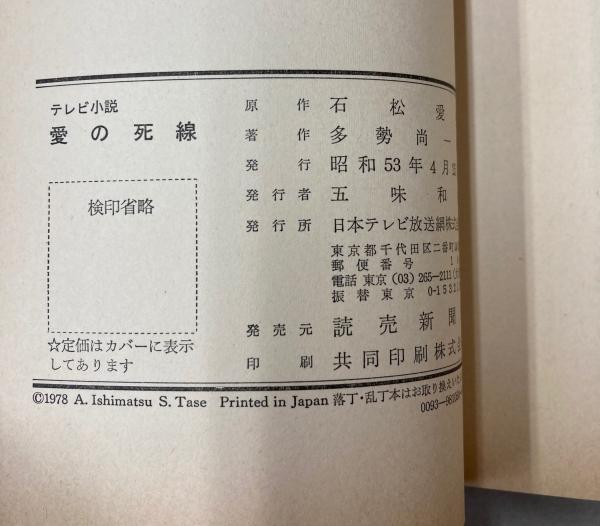 テレビ小説
愛の死線
検印省略
☆定価はカバーに表示
してあります
原作 石松愛
著作 多勢尚一
発行 昭和53年4月
発行者 五味和
発行所 日本テレビ放送網株式
東京都千代田区二番町
郵便番号 1
電話 東京 (03) 265-2111
振替 東京 0-1532
発売元 読売新聞
印刷 共同印刷株式会
©1978 A. Ishimatsu S. Tase Printed in Japan 落丁・乱丁本はお取り換えいた
0093-98